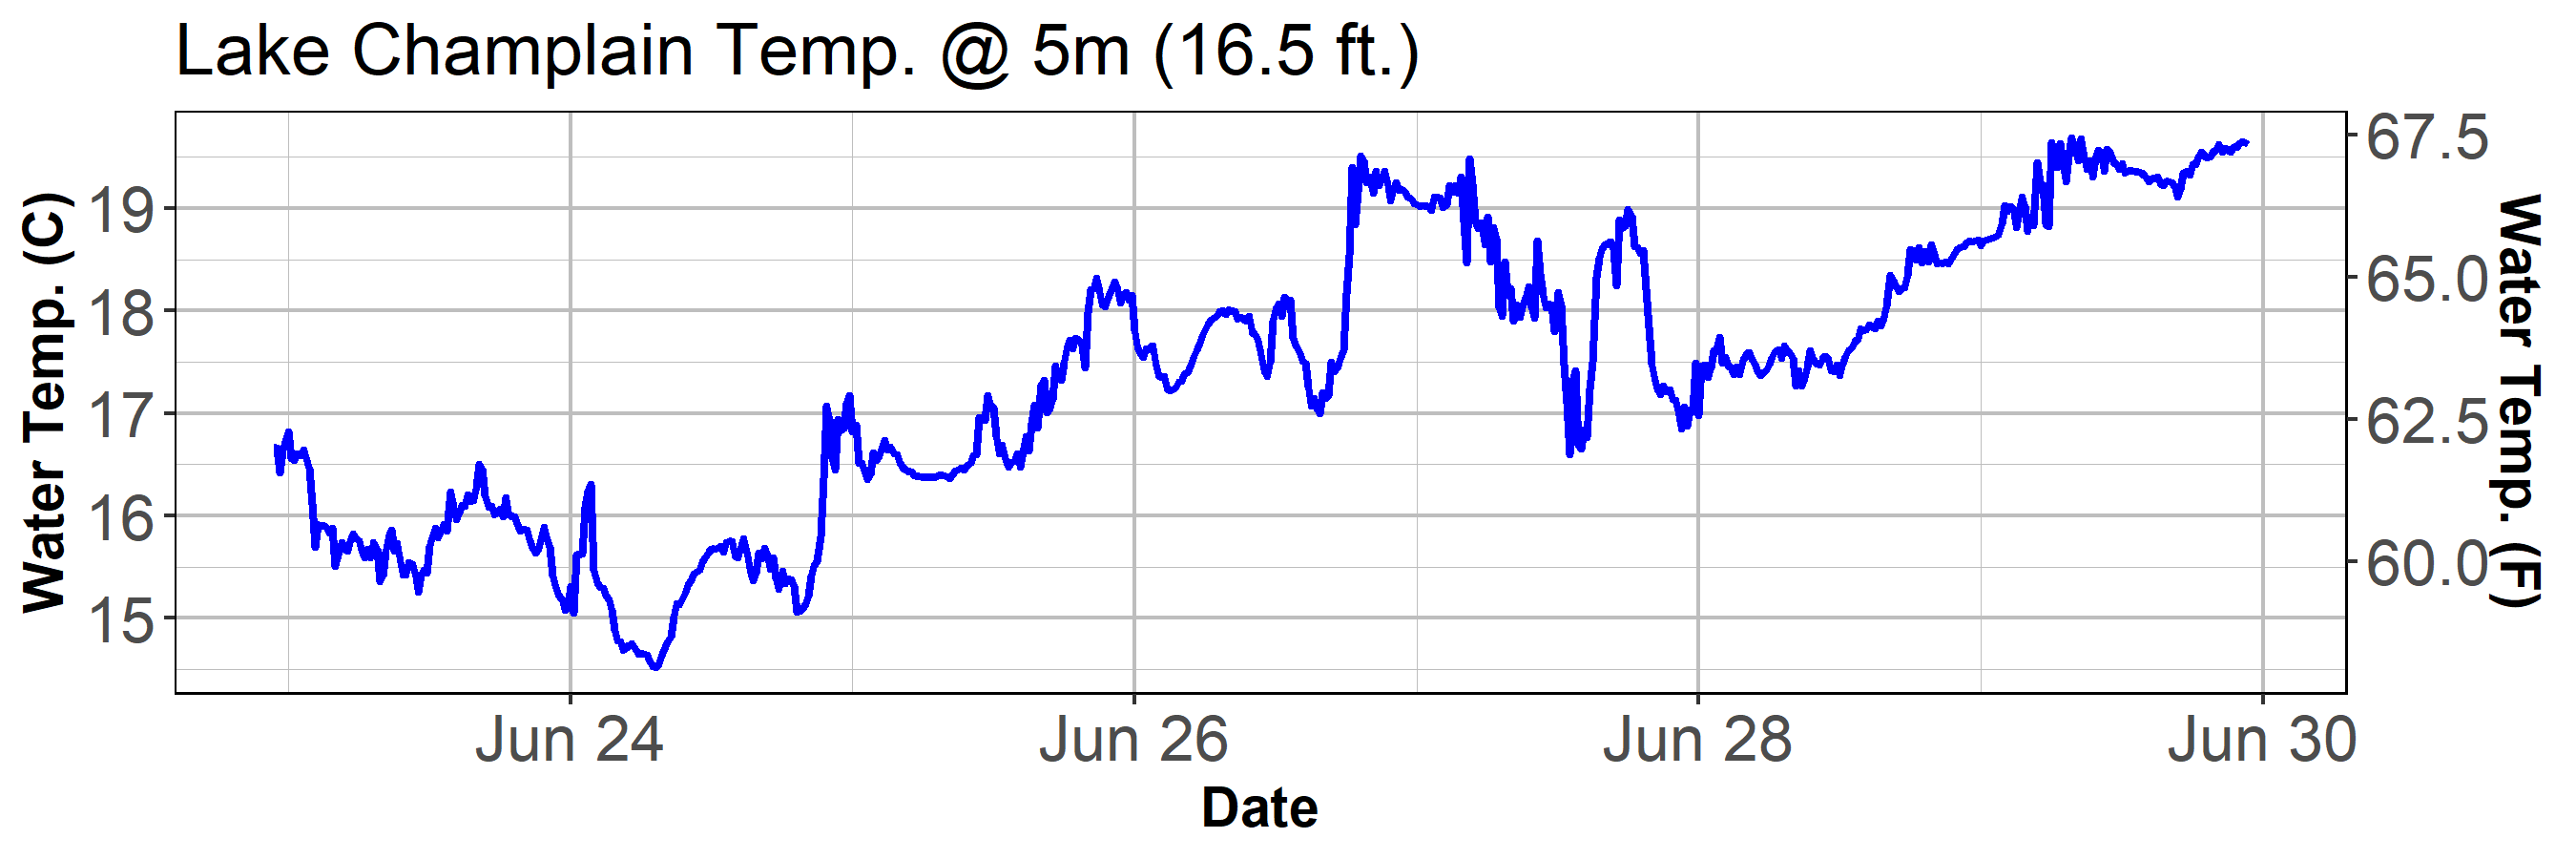 Lake Champlain Temp. @ 5m (16.5 ft.)
Water Temp. (C)
19
18
17
16
15
67.5
65.0
62.5
60.0
Water Temp. (F)
Jun 24
Jun 26
Jun 28
Jun 30
Date